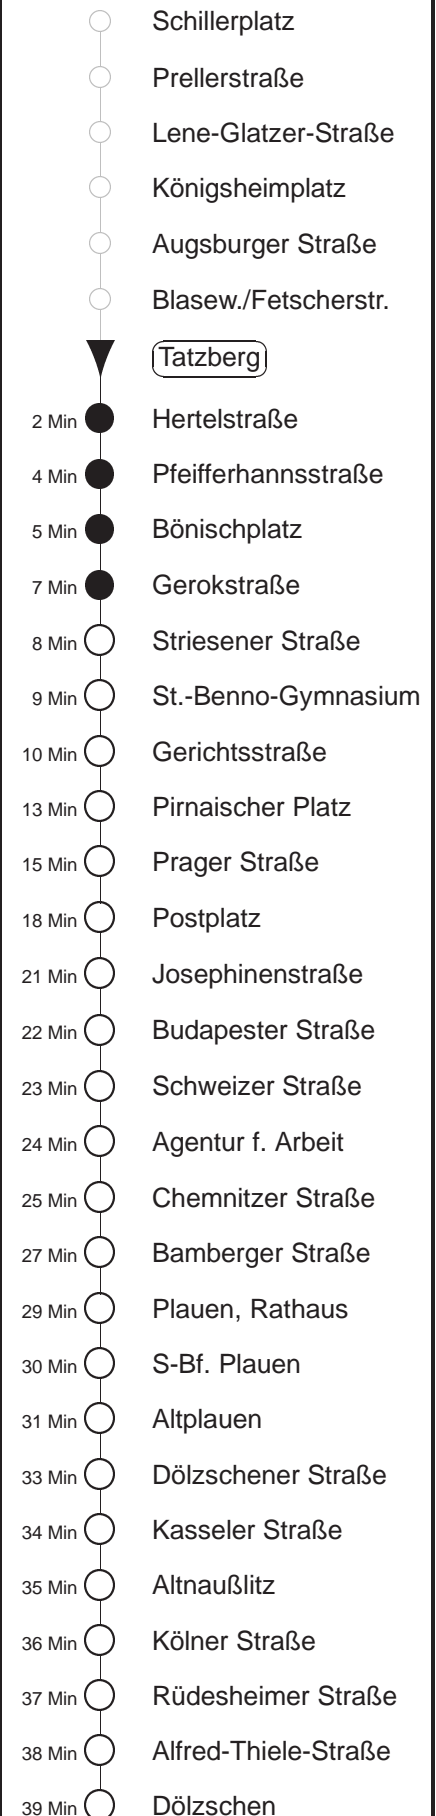 Schillerplatz
Prellerstraße
Lene-Glatzer-Straße
Königsheimplatz
Augsburger Straße
Blasew./Fetscherstr.
Tatzberg
2 Min Hertelstraße
4 Min Pfeifferhannsstraße
5 Min Bönischplatz
7 Min Gerokstraße
8 Min Striesener Straße
9 Min St.-Benno-Gymnasium
10 Min Gerichtsstraße
13 Min Pirnaischer Platz
15 Min Prager Straße
18 Min Postplatz
21 Min Josephinenstraße
22 Min Budapester Straße
23 Min Schweizer Straße
24 Min Agentur f. Arbeit
25 Min Chemnitzer Straße
27 Min Bamberger Straße
29 Min Plauen, Rathaus
30 Min S-Bf. Plauen
31 Min Altplauen
33 Min Dölzschener Straße
34 Min Kasseler Straße
35 Min Altnaußlitz
36 Min Kölner Straße
37 Min Rüdesheimer Straße
38 Min Alfred-Thiele-Straße
39 Min Dölzschen